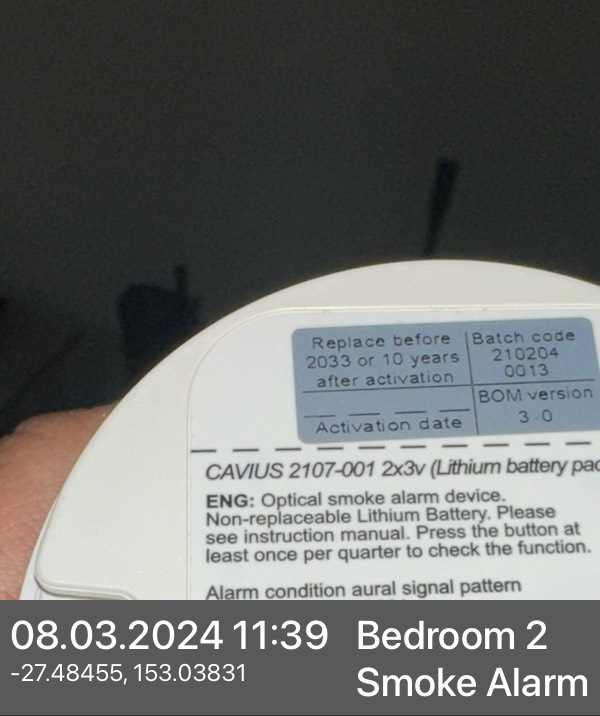 Replace before
2033 or 10 years
after activation
Activation date
Batch code
210204
0013
BOM version
3 0
CAVIUS 2107-001 2x3v (Lithium battery pac
ENG: Optical smoke alarm device.
Non-replaceable Lithium Battery. Please
see instruction manual. Press the button at
least once per quarter to check the function.
Alarm condition aural signal pattern
08.03.2024 11:39
-27.48455, 153.03831
Bedroom 2
Smoke Alarm